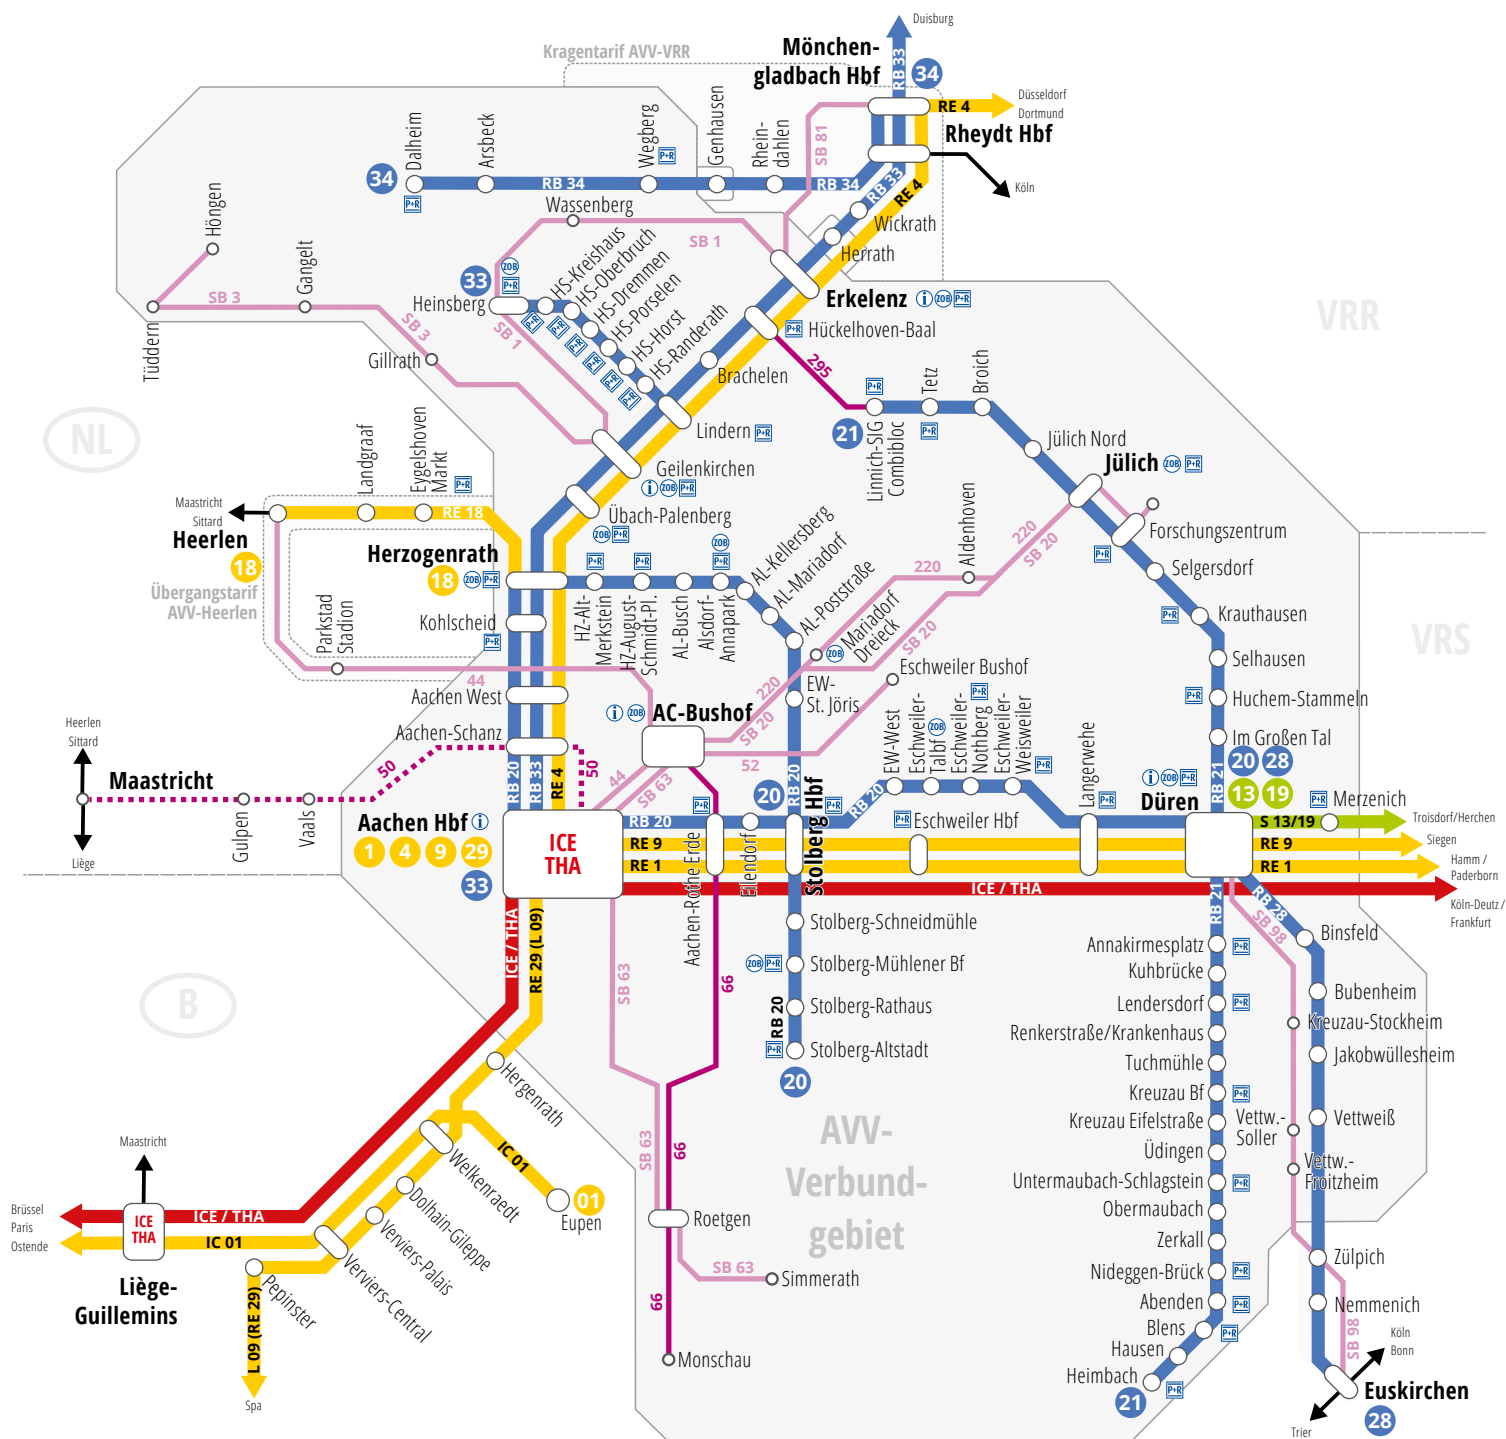 Duisburg
Mönchen-
gladbach Hbf
RB 33
34
Kragentarif AVV-VRR
RE 4
Düsseldorf
Dortmund
Rheydt Hbf
Köln
SB 81
34
Dalheim
P+R
Arsbeck
RB 34
Wegberg
P+R
Genhausen
Rhein-
dahlen
RB 34
RB 33
RE 4
Wickrath
Herrath
Höngen
SB 3
Tüddern
Gangelt
SB 3
Gillrath
Wassenberg
SB 1
33
ZOB
P+R
Heinsberg
SB 1
HS-Kreishaus
P+R
HS-Oberbruch
P+R
HS-Dremmen
P+R
HS-Porselen
P+R
HS-Horst
P+R
HS-Randerath
P+R
Erkelenz
i ZOB P+R
P+R
Hückelhoven-Baal
295
Brachelen
Lindern
P+R
Geilenkirchen
i ZOB P+R
Übach-Palenberg
ZOB P+R
VRR
NL
P+R
21
Linnich-SIG
Combibloc
Tetz
P+R
Broich
Jülich Nord
Jülich
ZOB P+R
Forschungszentrum
P+R
Selgersdorf
P+R
Krauthausen
Selhausen
P+R
Huchem-Stammeln
Im Großen Tal
VRS
Maastricht
Sittard
Heerlen
18
Übergangstarif
AVV-Heerlen
Landgraaf
Eygelshoven
Markt
P+R
RE 18
Herzogenrath
18
ZOB P+R
Kohlscheid
P+R
Parkstad
Stadion
44
Aachen West
Aachen-Schanz
P+R
HZ-Alt-
Merkstein
P+R
HZ-August-
Schmidt-Pl.
AL-Busch
ZOB
P+R
Alsdorf-
Annapark
AL-Kellersberg
AL-Mariadorf
AL-Poststraße
ZOB
Mariadorf
Dreieck
Aldenhoven
220
220
SB 20
SB 20
220
SB 20
EW-
St. Jöris
Eschweiler Bushof
52
i ZOB
AC-Bushof
44
SB 63
Heerlen
Sittard
Maastricht
Liège
50
Gulpen
Vaals
50
RB 20
RB 33
RE 4
Aachen Hbf
i
1
4
9
29
33
ICE
THA
RB 20
RE 9
RE 1
ICE / THA
P+R
Aachen-Rothe Erde
Eilendorf
20
RB 20
Stolberg Hbf
RB 20
EW-West
Eschweiler-
Talbf
ZOB
Eschweiler-
Nothberg
P+R
Eschweiler-
Weisweiler
P+R
P+R
Eschweiler Hbf
Langerwehe
P+R
i ZOB P+R
Düren
RB 21
20
28
13
19
P+R
Merzenich
S 13/19
RE 9
RE 1
Troisdorf/Herchen
Siegen
Hamm /
Paderborn
Köln-Deutz /
Frankfurt
Stolberg-Schneidmühle
ZOB P+R
Stolberg-Mühlener Bf
Stolberg-Rathaus
RB 20
P+R
Stolberg-Altstadt
20
B
ICE / THA
RE 29 (L 09)
Hergenrath
Welkenraedt
IC 01
01
Eupen
Dolhain-Gileppe
Verviers-Palais
Verviers-Central
Pepinster
L 09 (RE 29)
Spa
Maastricht
Brüssel
Paris
Ostende
ICE
THA
ICE / THA
IC 01
Liège-
Guillemins
SB 63
66
SB 63
66
Roetgen
SB 63
Simmerath
66
Monschau
AVV-
Verbund-
gebiet
RB 21
Annakirmesplatz
P+R
Kuhbrücke
Lendersdorf
P+R
Renkerstraße/Krankenhaus
Tuchmühle
Kreuzau Bf
P+R
Kreuzau Eifelstraße
Üdingen
Untermaubach-Schlagstein
P+R
Obermaubach
Zerkall
Nideggen-Brück
P+R
Abenden
P+R
Blens
P+R
Hausen
Heimbach
P+R
21
RB 28
SB 98
Binsfeld
Bubenheim
Kreuzau-Stockheim
Jakobwüllesheim
Vettweiß
Vettw.-
Soller
Vettw.-
Froitzheim
Zülpich
Nemmenich
SB 98
Köln
Bonn
Euskirchen
28
Trier